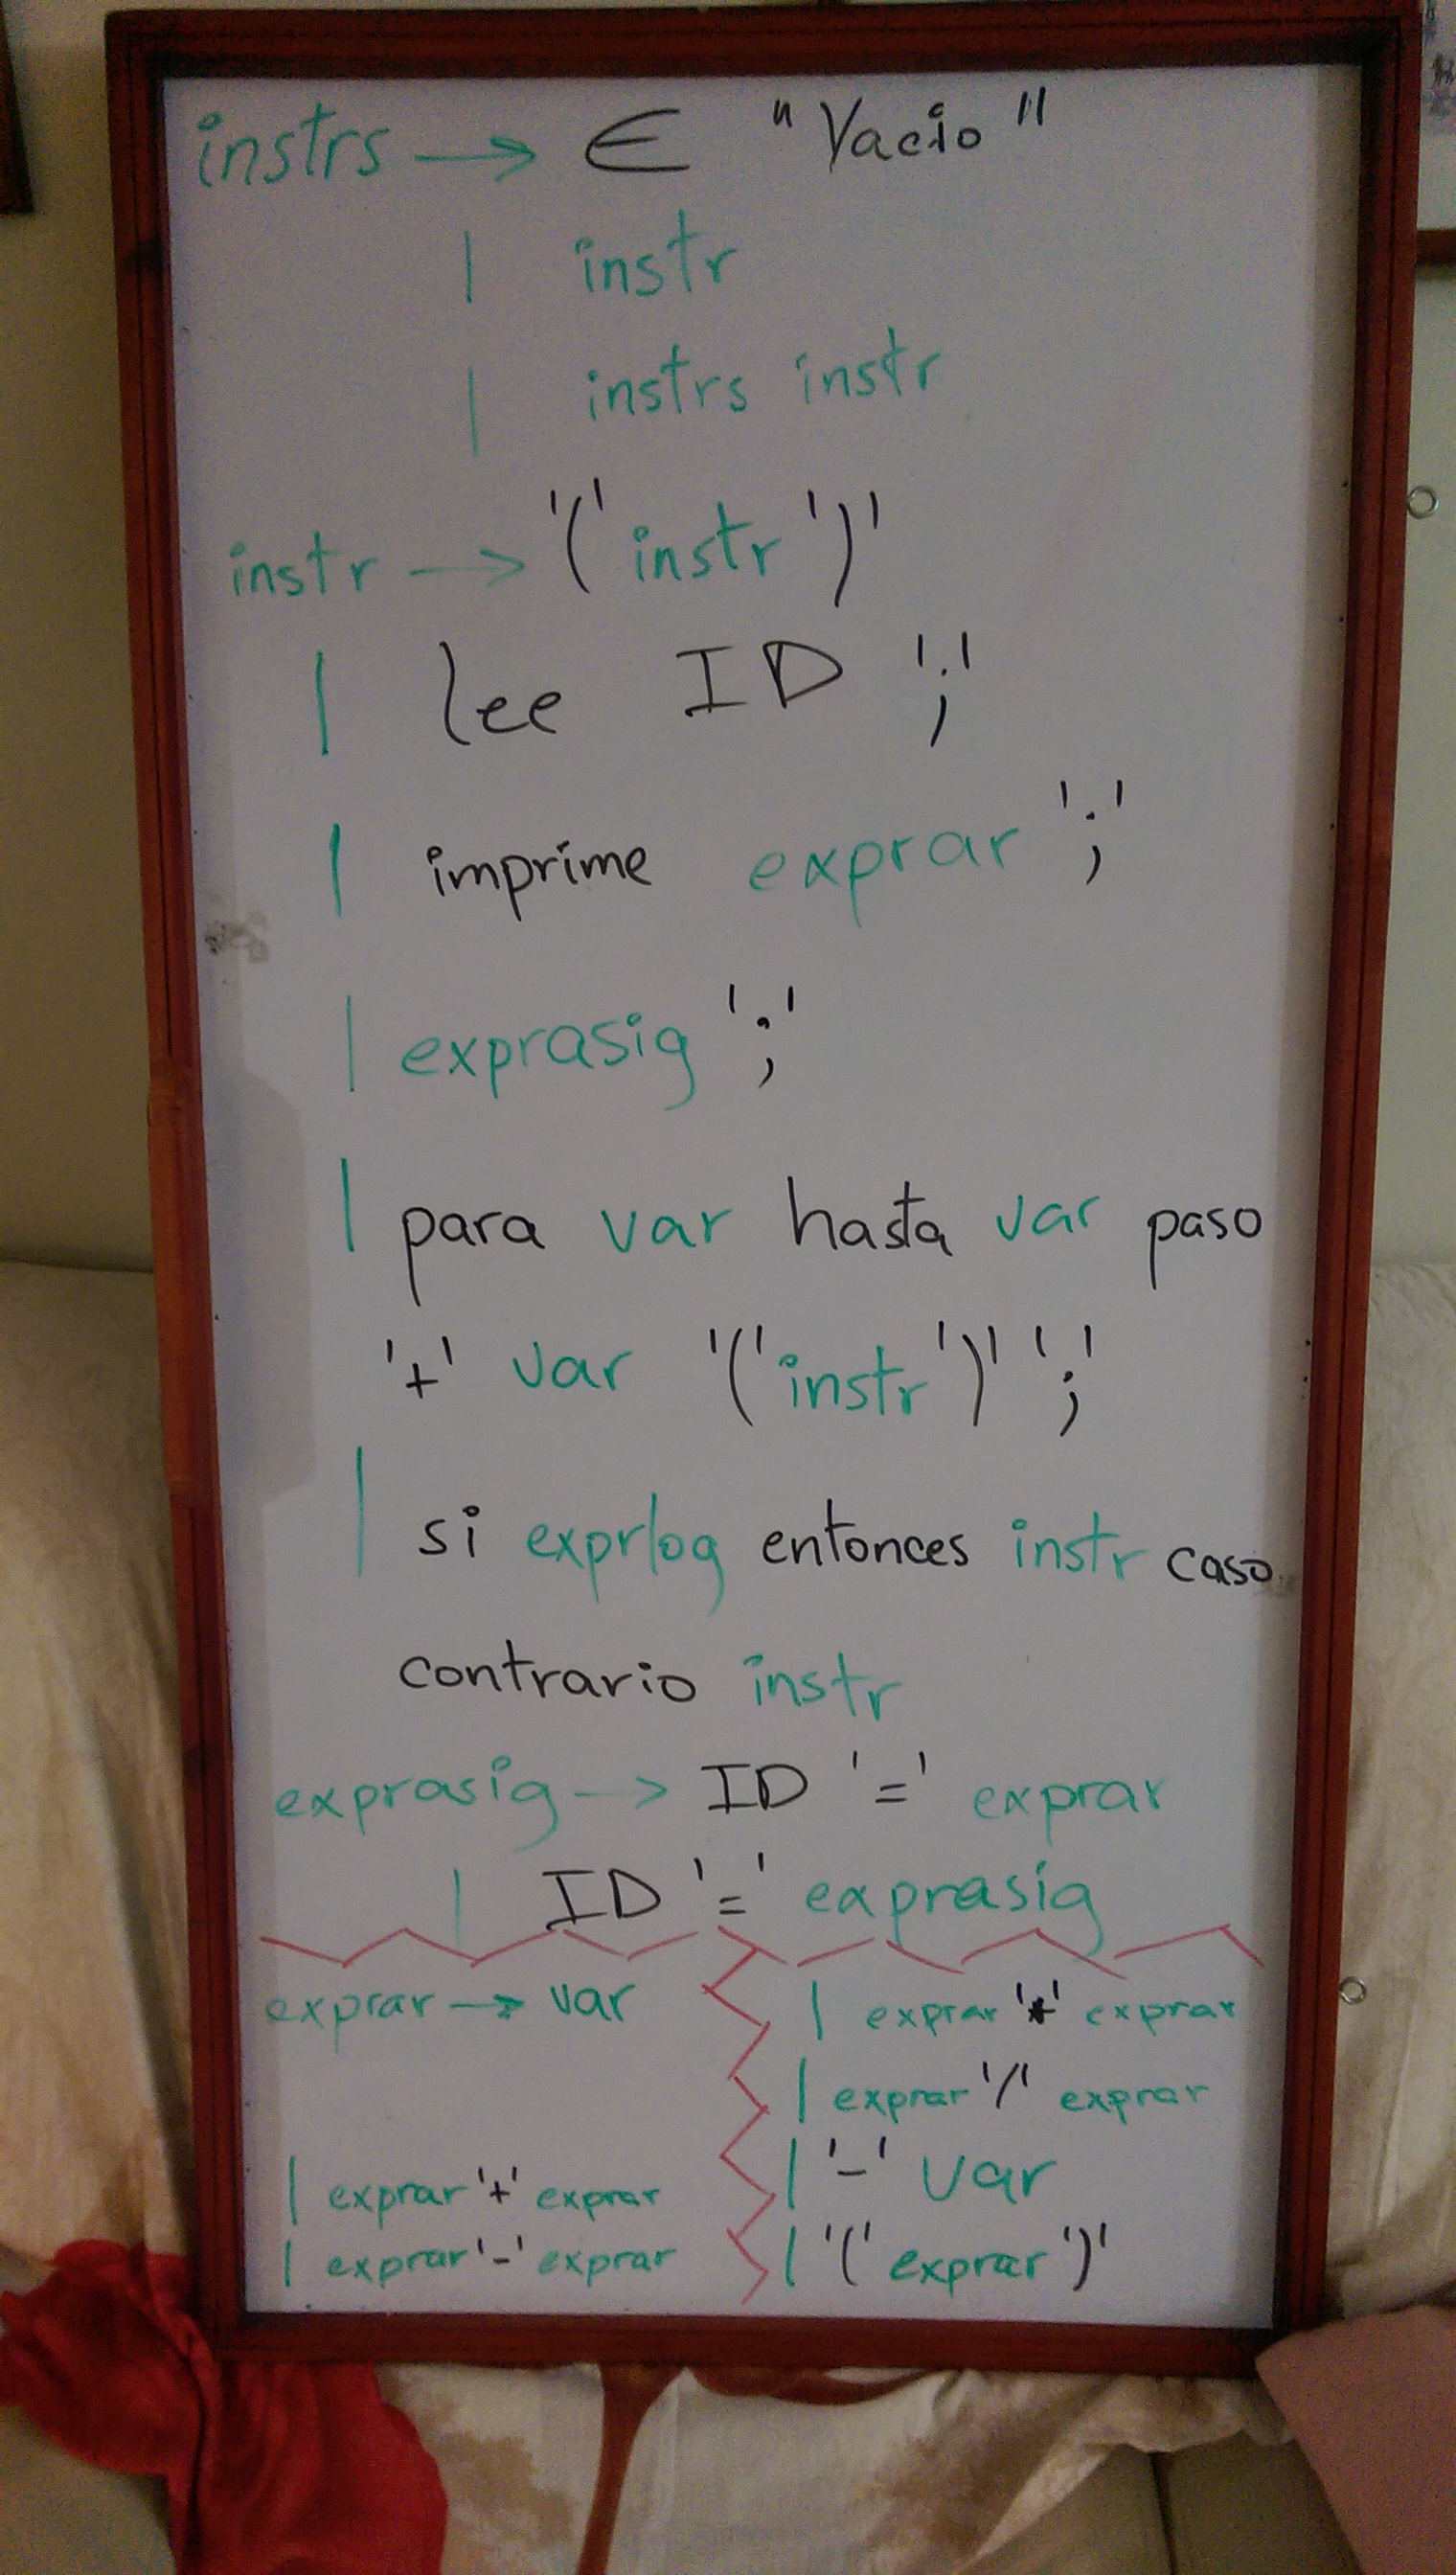 instrs → ∈ "Vacio"
| instr
| instrs instr
instr → '(' instr ')'
| lee ID ';'
| imprime exprar ';'
| exprasig ';'
| para var hasta var paso
'+' var '(' instr ')' ';'
| si exprlog entonces instr caso
contrario instr
exprasig → ID '=' exprar
| ID '=' exprasig
exprar → var
| exprar '+' exprar
| exprar '-' exprar
| exprar '*' exprar
| exprar '/' exprar
| '-' var
| '(' exprar ')'